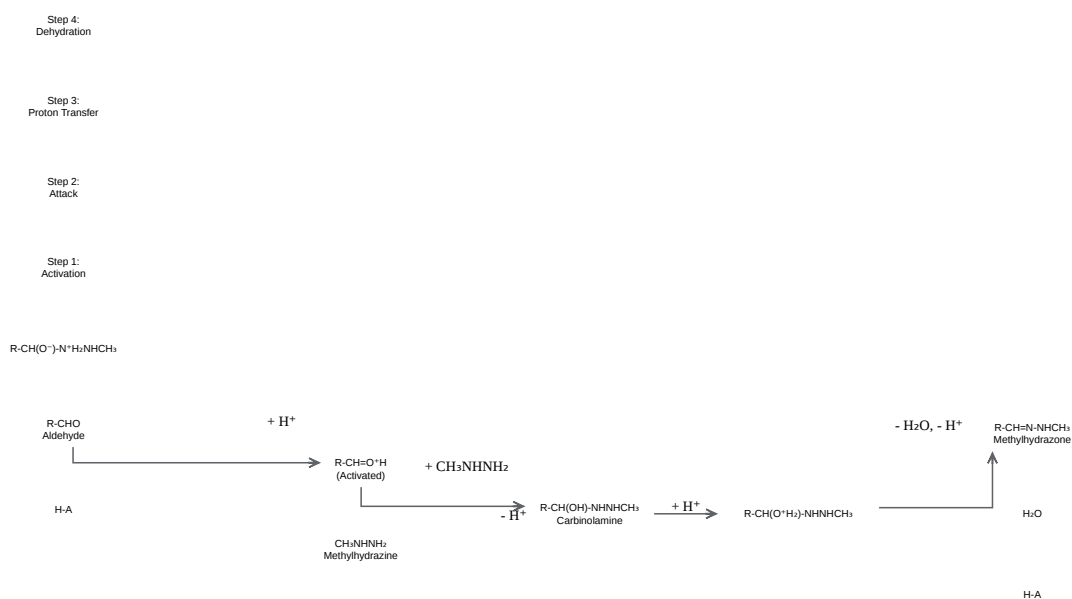 Step 4:
Dehydration
Step 3:
Proton Transfer
Step 2:
Attack
Step 1:
Activation
R-CH(O⁻)-N⁺H₂NHCH₃
R-CHO
Aldehyde
+ H⁺
- H₂O, - H⁺
R-CH=N-NHCH₃
Methylhydrazone
R-CH=O⁺H
(Activated)
+ CH₃NHNH₂
- H⁺
R-CH(OH)-NHNHCH₃
Carbinolamine
+ H⁺
R-CH(O⁺H₂)-NHNHCH₃
H₂O
H-A
CH₃NHNH₂
Methylhydrazine
H-A